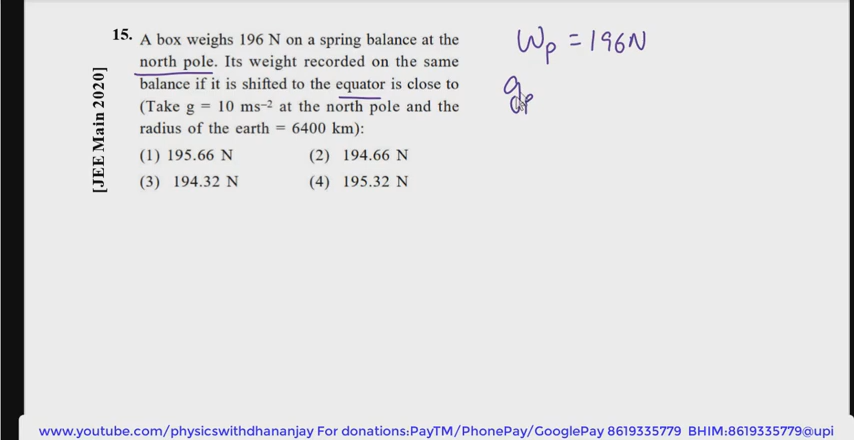 15. A box weighs 196 N on a spring balance at the
north pole. Its weight recorded on the same
balance if it is shifted to the equator is close to
(Take g = 10 ms⁻² at the north pole and the
radius of the earth = 6400 km):
(1) 195.66 N (2) 194.66 N
(3) 194.32 N (4) 195.32 N
[JEE Main 2020]
Wp = 196N
gp
www.youtube.com/physicswithdhananjay For donations:PayTM/PhonePay/GooglePay 8619335779 BHIM:8619335779@upi